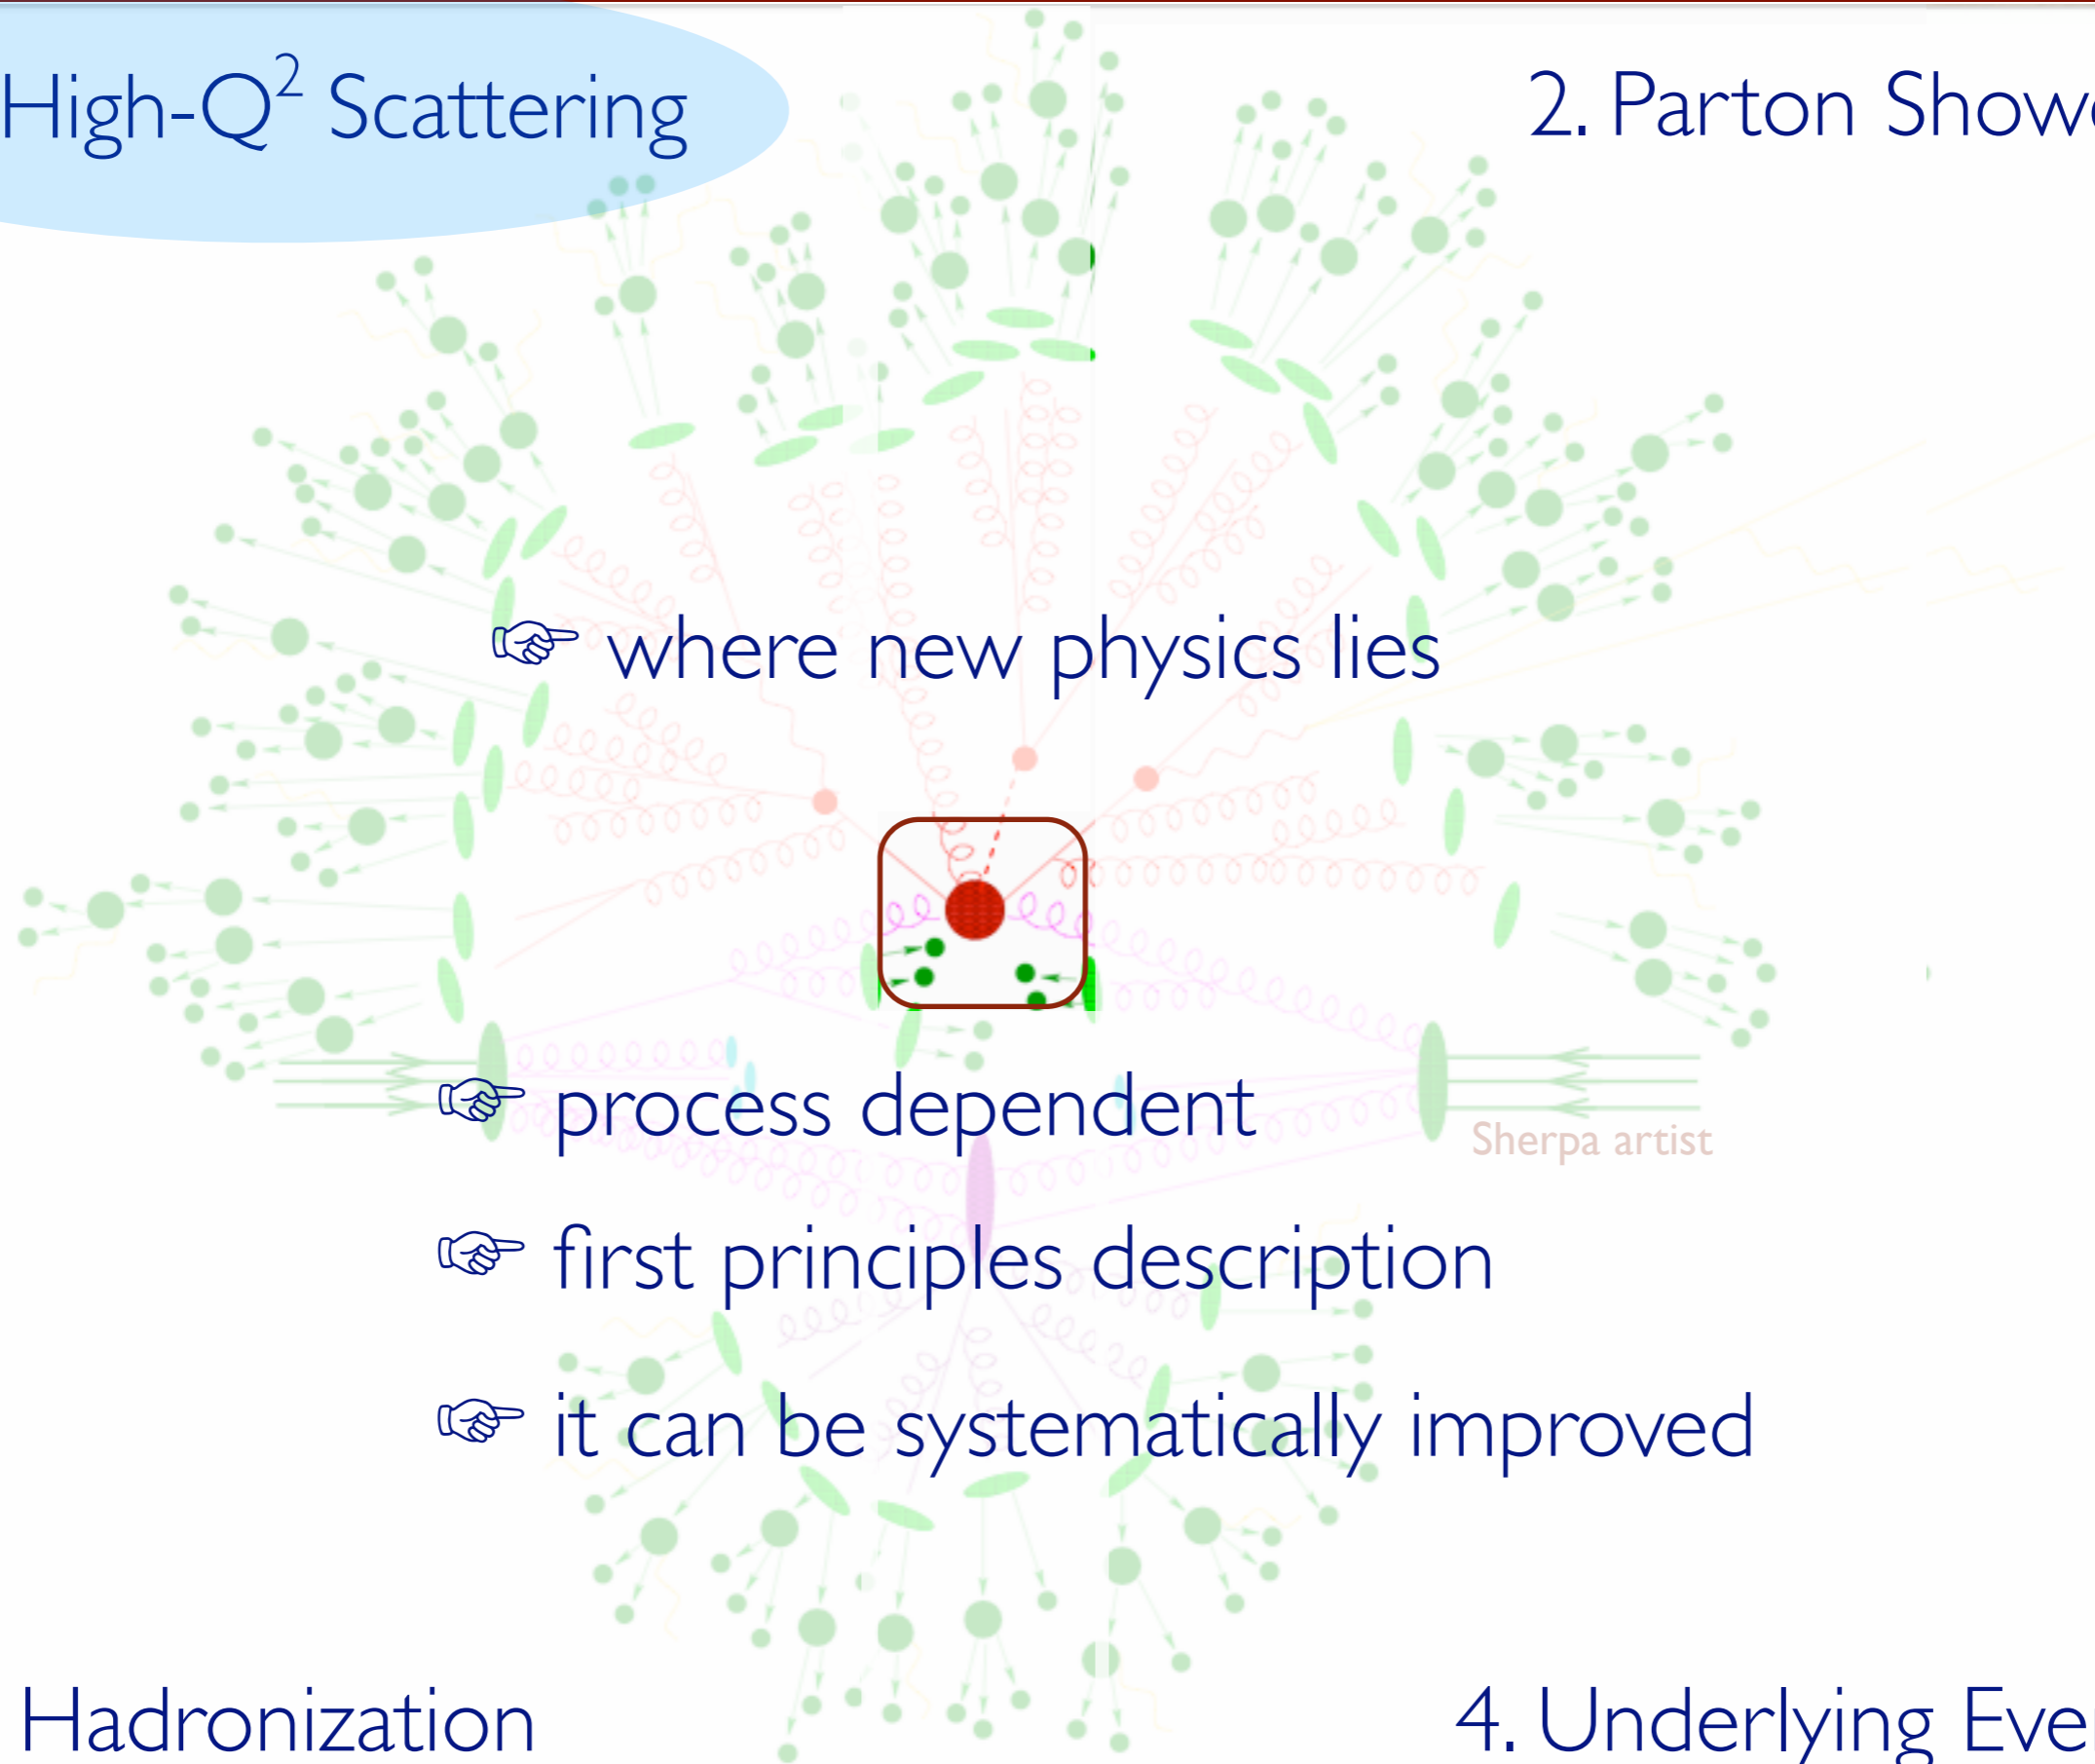 High-Q² Scattering
2. Parton Show
☞ where new physics lies
☞ process dependent
Sherpa artist
☞ first principles description
☞ it can be systematically improved
Hadronization
4. Underlying Eve